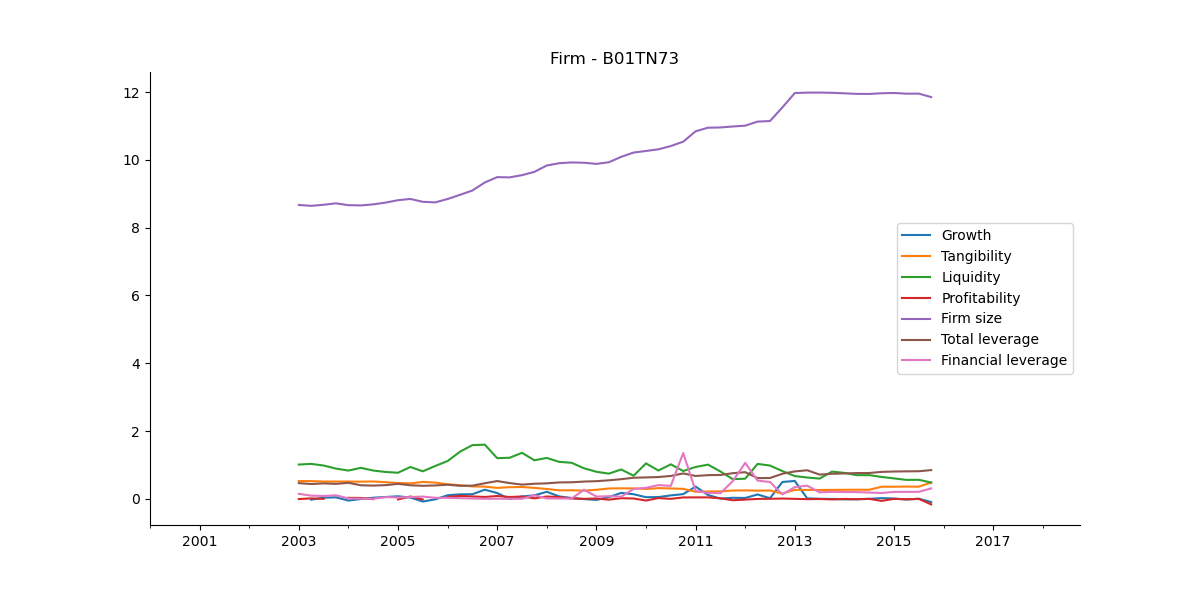 Firm - B01TN73
12
10
8
6
4
2
0
Growth
Tangibility
Liquidity
Profitability
Firm size
Total leverage
Financial leverage
2001 2003 2005 2007 2009 2011 2013 2015 2017